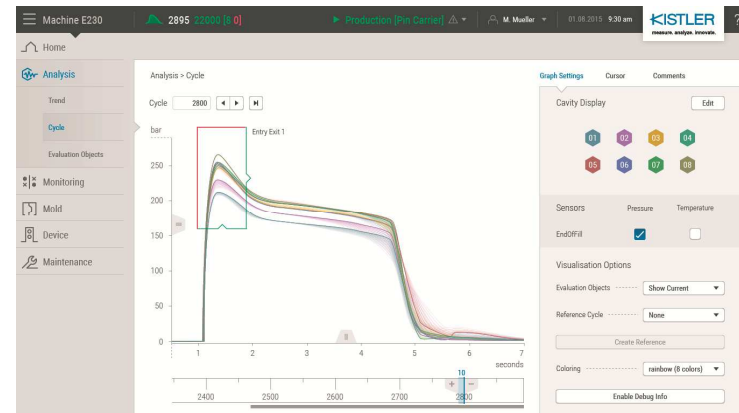 Machine E230
2895 22000 [8 0]
Production [Pin Carrier]
M. Mueller
01.08.2015 9:30 am
KISTLER
measure. analyze. innovate.
?
Home
Analysis
Trend
Cycle
Evaluation Objects
Monitoring
Mold
Device
Maintenance
Analysis > Cycle
Cycle 2800
bar
Entry Exit 1
250
200
150
100
50
0
1 2 3 4 5 6 7
seconds
10
+ −
2400 2500 2600 2700 2800
Graph Settings Cursor Comments
Cavity Display Edit
01 02 03 04
05 06 07 08
Sensors Pressure Temperature
EndOfFill
Visualisation Options
Evaluation Objects Show Current
Reference Cycle None
Create Reference
Coloring rainbow (8 colors)
Enable Debug Info